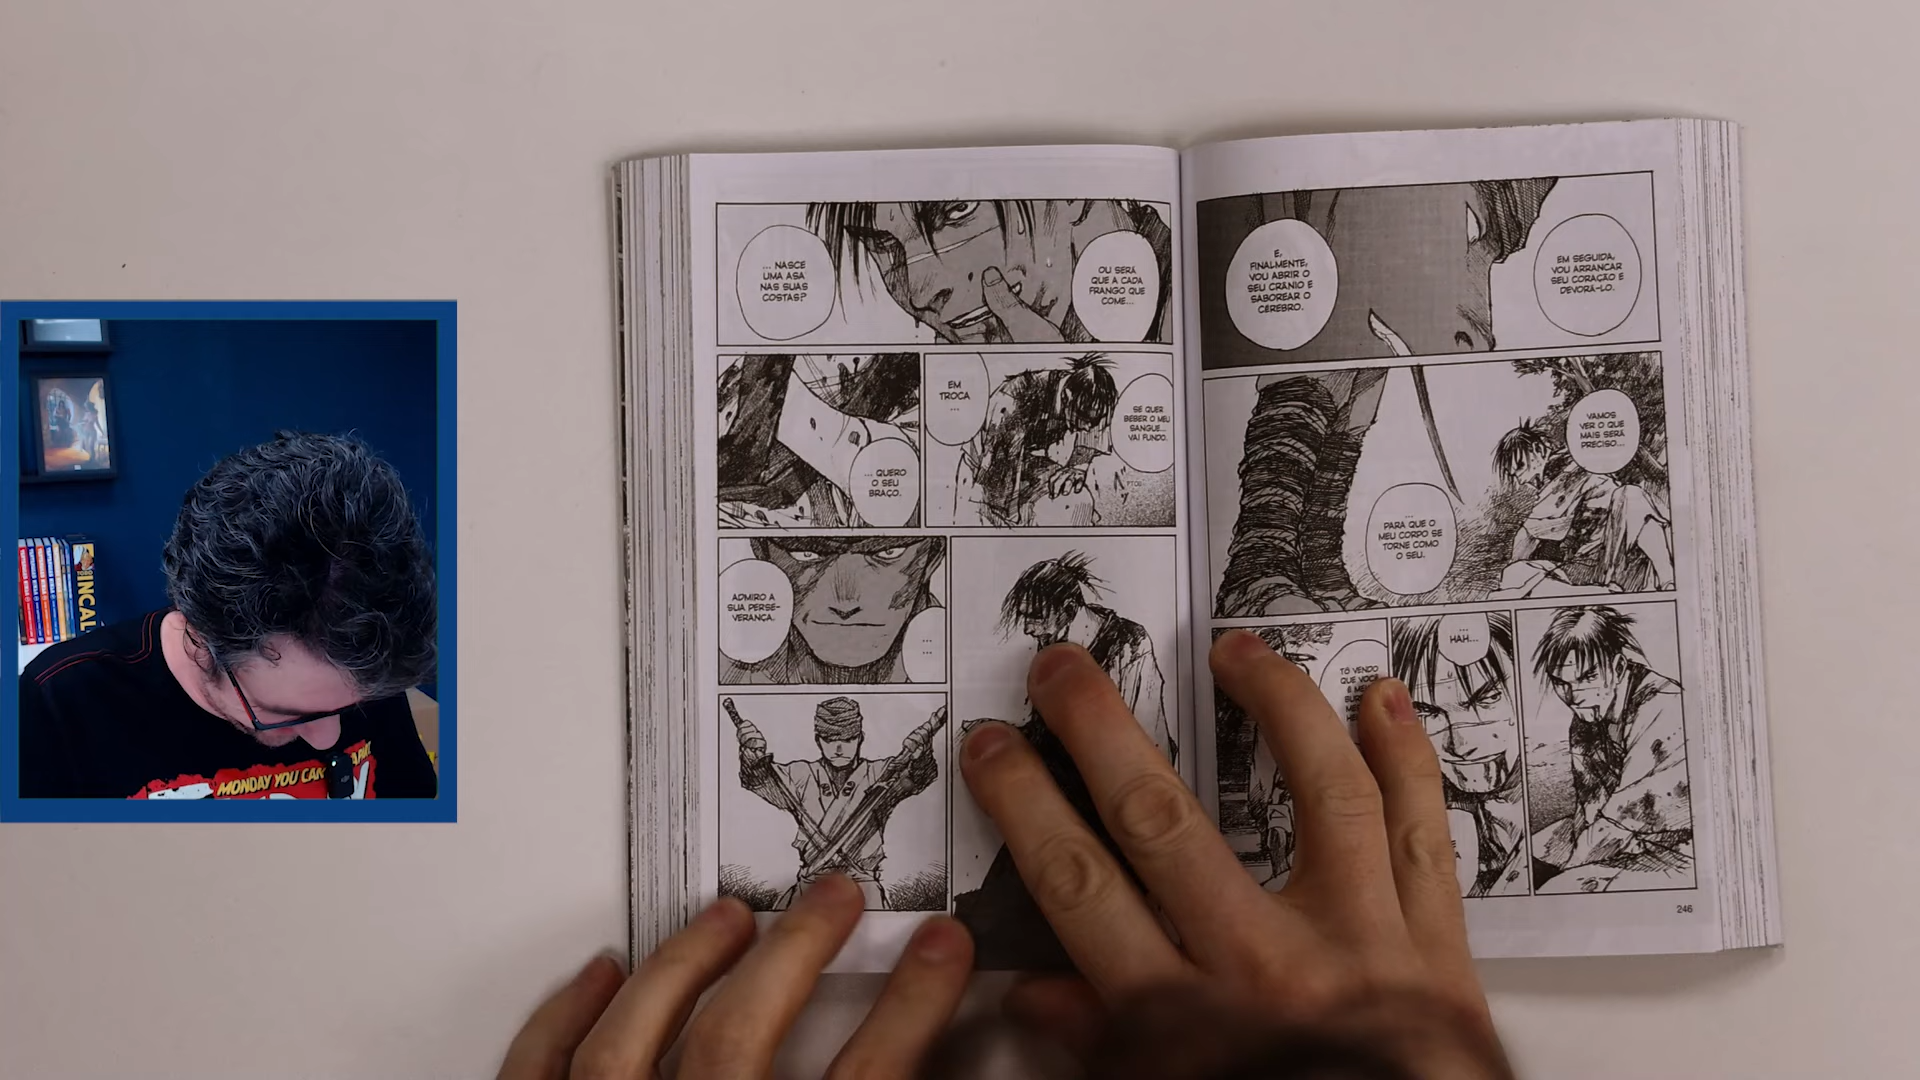 EM SEGUIDA,
VOU ARRANCAR
SEU CORAÇÃO E
DEVORÁ-LO.
E,
FINALMENTE,
VOU ABRIR O
SEU CRÂNIO E
SABOREAR O
CÉREBRO.
VAMOS
VER O QUE
MAIS SERÁ
PRECISO...
...
PARA QUE O
MEU CORPO SE
TORNE COMO
O SEU.
...
HAH...
TÔ VENDO
QUE VOCÊ
É
246
OU SERÁ
QUE A CADA
FRANGO QUE
COME...
... NASCE
UMA ASA
NAS SUAS
COSTAS?
SE QUER
BEBER O MEU
SANGUE...
VAI FUNDO.
EM
TROCA
...
... QUERO
O SEU
BRAÇO.
...
...
ADMIRO A
SUA PERSE-
VERANÇA.
INCAL
MONDAY YOU CAN